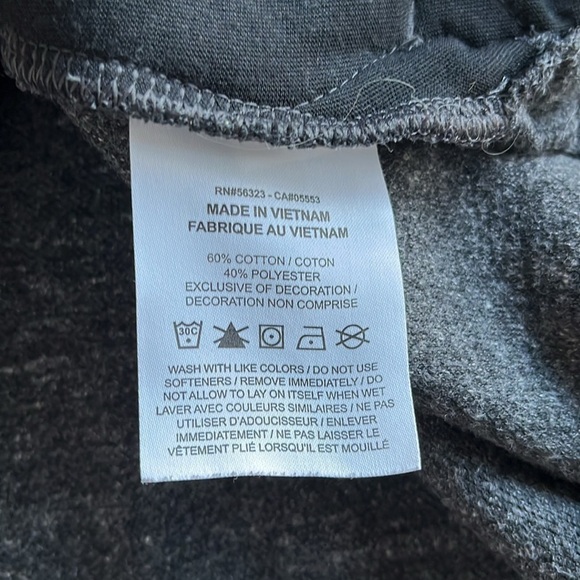 RN#56323 - CA#05553
MADE IN VIETNAM
FABRIQUE AU VIETNAM
60% COTTON / COTON
40% POLYESTER
EXCLUSIVE OF DECORATION /
DECORATION NON COMPRISE
30C
WASH WITH LIKE COLORS / DO NOT USE
SOFTENERS / REMOVE IMMEDIATELY / DO
NOT ALLOW TO LAY ON ITSELF WHEN WET
LAVER AVEC COULEURS SIMILAIRES / NE PAS
UTILISER D'ADOUCISSEUR / ENLEVER
IMMEDIATEMENT / NE PAS LAISSER LE
VÊTEMENT PLIÉ LORSQU'IL EST MOUILLÉ